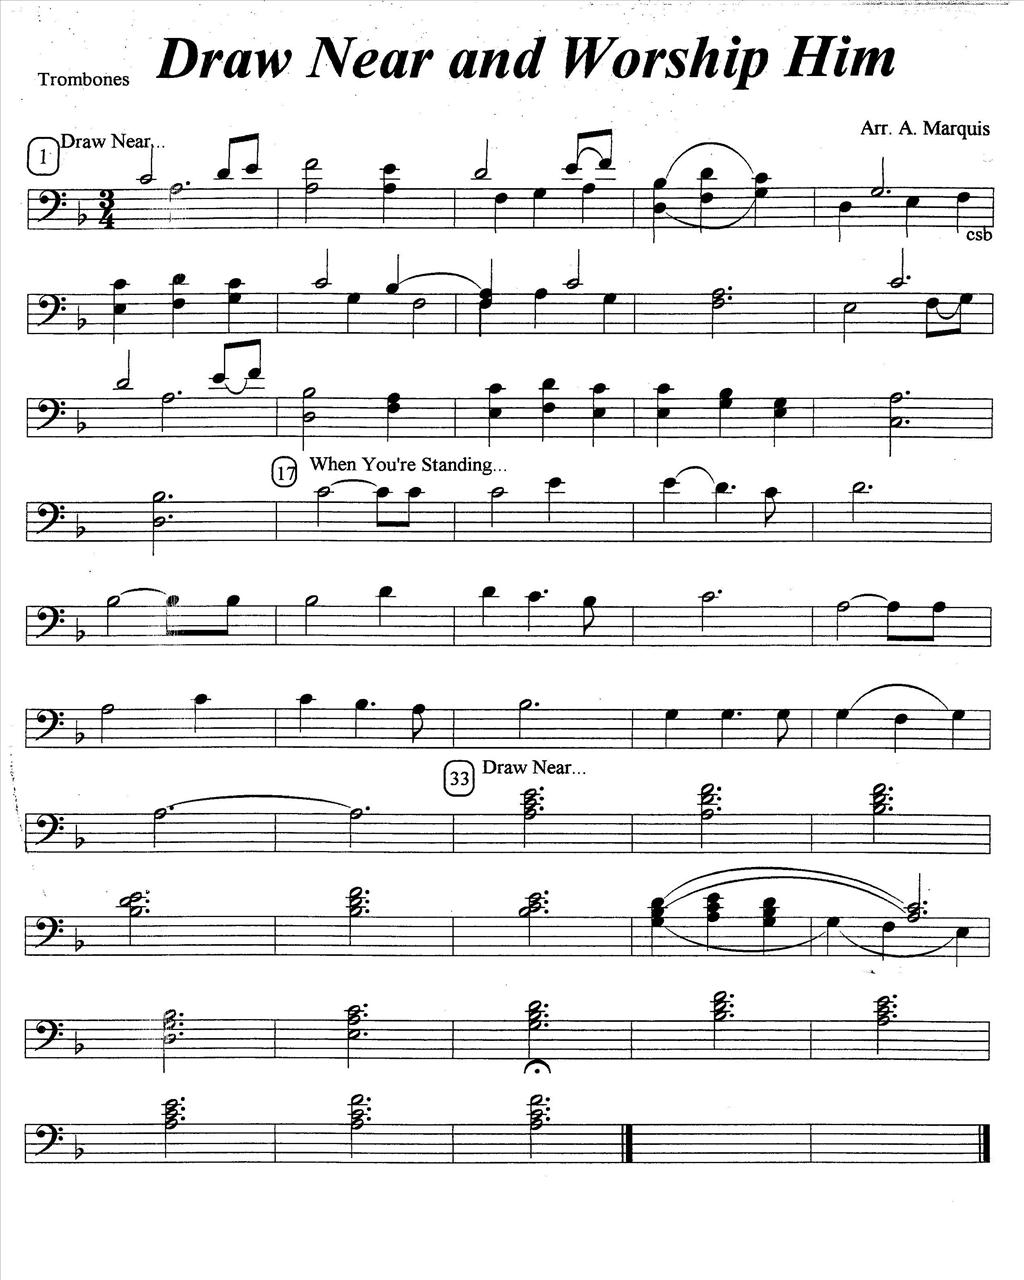 Draw Near and Worship Him
Trombones
Arr. A. Marquis
1 Draw Near...
3
4
csb
17 When You're Standing...
33 Draw Near...